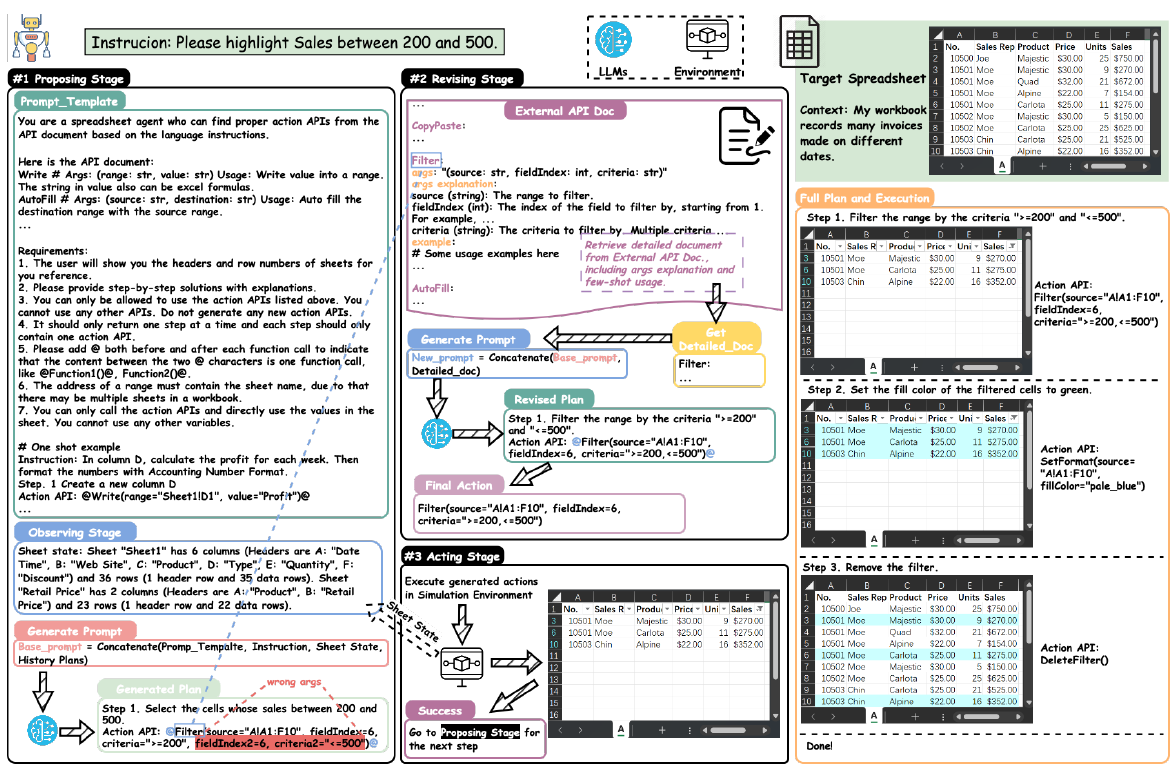 Instrucion: Please highlight Sales between 200 and 500.
LLMs
Environment
Target Spreadsheet
Context: My workbook
records many invoices
made on different
dates.
A B C D E F
1 No. Sales Rep Product Price Units Sales
2 10500 Joe Majestic $30.00 25 $750.00
3 10501 Moe Majestic $30.00 9 $270.00
4 10501 Moe Quad $32.00 21 $672.00
5 10501 Moe Alpine $22.00 7 $154.00
6 10501 Moe Carlota $25.00 11 $275.00
7 10502 Moe Majestic $30.00 5 $150.00
8 10502 Moe Carlota $25.00 25 $625.00
9 10503 Chin Carlota $25.00 21 $525.00
10 10503 Chin Alpine $22.00 16 $352.00
A
#1 Proposing Stage
Prompt_Template
You are a spreadsheet agent who can find proper action APIs from the
API document based on the language instructions.
Here is the API document:
Write # Args: (range: str, value: str) Usage: Write value into a range.
The string in value also can be excel formulas.
AutoFill # Args: (source: str, destination: str) Usage: Auto fill the
destination range with the source range.
...
Requirements:
1. The user will show you the headers and row numbers of sheets for
you reference.
2. Please provide step-by-step solutions with explanations.
3. You can only be allowed to use the action APIs listed above. You
cannot use any other APIs. Do not generate any new action APIs.
4. It should only return one step at a time and each step should only
contain one action API.
5. Please add @ both before and after each function call to indicate
that the content between the two @ characters is one function call,
like @Function1()@, Function2()@.
6. The address of a range must contain the sheet name, due to that
there may be multiple sheets in a workbook.
7. You can only call the action APIs and directly use the values in the
sheet. You cannot use any other variables.
# One shot example
Instruction: In column D, calculate the profit for each week. Then
format the numbers with Accounting Number Format.
Step. 1 Create a new column D
Action API: @Write(range="Sheet1!D1", value="Profit")@
...
Observing Stage
Sheet state: Sheet "Sheet1" has 6 columns (Headers are A: "Date
Time", B: "Web Site", C: "Product", D: "Type", E: "Quantity", F:
"Discount") and 36 rows (1 header row and 35 data rows). Sheet
"Retail Price" has 2 columns (Headers are A: "Product", B: "Retail
Price") and 23 rows (1 header row and 22 data rows).
Generate Prompt
Base_prompt = Concatenate(Promp_Tempalte, Instruction, Sheet State,
History Plans)
Generated Plan
wrong args
Step 1. Select the cells whose sales between 200 and
500.
Action API: @Filter(source="A!A1:F10", fieldIndex=6,
criteria=">=200", fieldIndex2=6, criteria2="<=500")@
#2 Revising Stage
External API Doc
...
CopyPaste:
...
Filter:
args: "(source: str, fieldIndex: int, criteria: str)"
args explanation:
source (string): The range to filter.
fieldIndex (int): The index of the field to filter by, starting from 1.
For example, ...
criteria (string): The criteria to filter by. Multiple criteria...
example:
# Some usage examples here
...
AutoFill:
...
Retrieve detailed document
from External API Doc.,
including args explanation and
few-shot usage.
Generate Prompt
New_prompt = Concatenate(Base_prompt,
Detailed_doc)
Get
Detailed_Doc
Filter:
...
Revised Plan
Step 1. Filter the range by the criteria ">=200"
and "<=500".
Action API: @Filter(source="A!A1:F10",
fieldIndex=6, criteria=">=200,<=500")@
Final Action
Filter(source="A!A1:F10", fieldIndex=6,
criteria=">=200,<=500")
#3 Acting Stage
Execute generated actions
in Simulation Environment
Sheet State
Success
Go to Proposing Stage for
the next step
A B C D E F
1 No. Sales R Produ Pric Uni Sales
3 10501 Moe Majestic $30.00 9 $270.00
6 10501 Moe Carlota $25.00 11 $275.00
10 10503 Chin Alpine $22.00 16 $352.00
11
12
13
14
15
16
A
Full Plan and Execution
Step 1. Filter the range by the criteria ">=200" and "<=500".
A B C D E F
1 No. Sales R Produ Pric Uni Sales
3 10501 Moe Majestic $30.00 9 $270.00
6 10501 Moe Carlota $25.00 11 $275.00
10 10503 Chin Alpine $22.00 16 $352.00
11
12
13
14
15
16
A
Action API:
Filter(source="A!A1:F10",
fieldIndex=6,
criteria=">=200,<=500")
Step 2. Set the fill color of the filtered cells to green.
A B C D E F
1 No. Sales R Produ Pric Uni Sales
3 10501 Moe Majestic $30.00 9 $270.00
6 10501 Moe Carlota $25.00 11 $275.00
10 10503 Chin Alpine $22.00 16 $352.00
11
12
13
14
15
16
A
Action API:
SetFormat(source=
"A!A1:F10",
fillColor="pale_blue")
Step 3. Remove the filter.
A B C D E F
1 No. Sales Rep Product Price Units Sales
2 10500 Joe Majestic $30.00 25 $750.00
3 10501 Moe Majestic $30.00 9 $270.00
4 10501 Moe Quad $32.00 21 $672.00
5 10501 Moe Alpine $22.00 7 $154.00
6 10501 Moe Carlota $25.00 11 $275.00
7 10502 Moe Majestic $30.00 5 $150.00
8 10502 Moe Carlota $25.00 25 $625.00
9 10503 Chin Carlota $25.00 21 $525.00
10 10503 Chin Alpine $22.00 16 $352.00
A
Action API:
DeleteFilter()
Done!